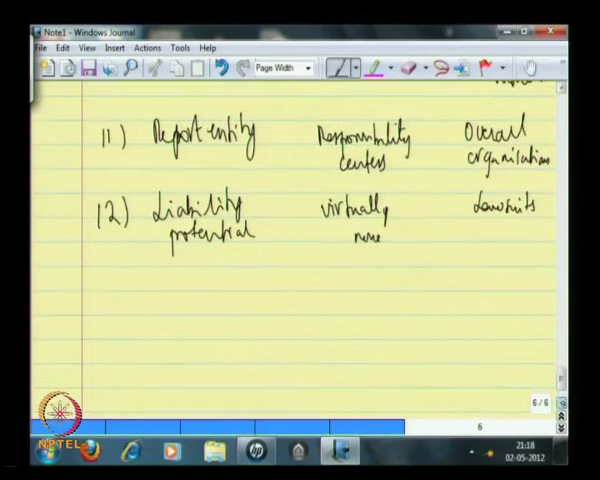 Note1 - Windows Journal
File Edit View Insert Actions Tools Help
Page Width
11) Report entity Responsibility centers Overall organisation
12) Liability potential virtually none Lawsuits
6 / 6
6
NPTEL
21:18
02-05-2012